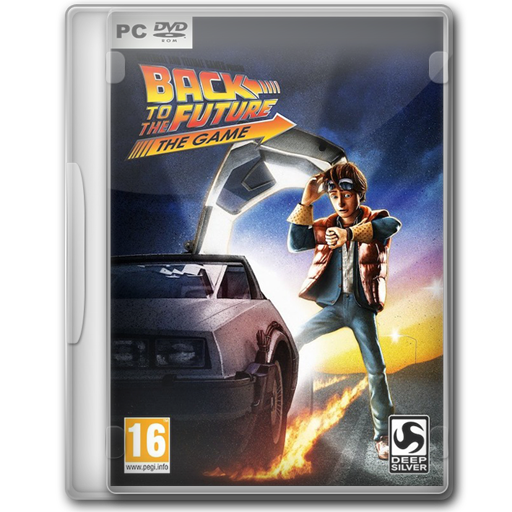 PC DVD
ROM
BACK
TO THE FUTURE
THE GAME
16
www.pegi.info
DEEP
SILVER